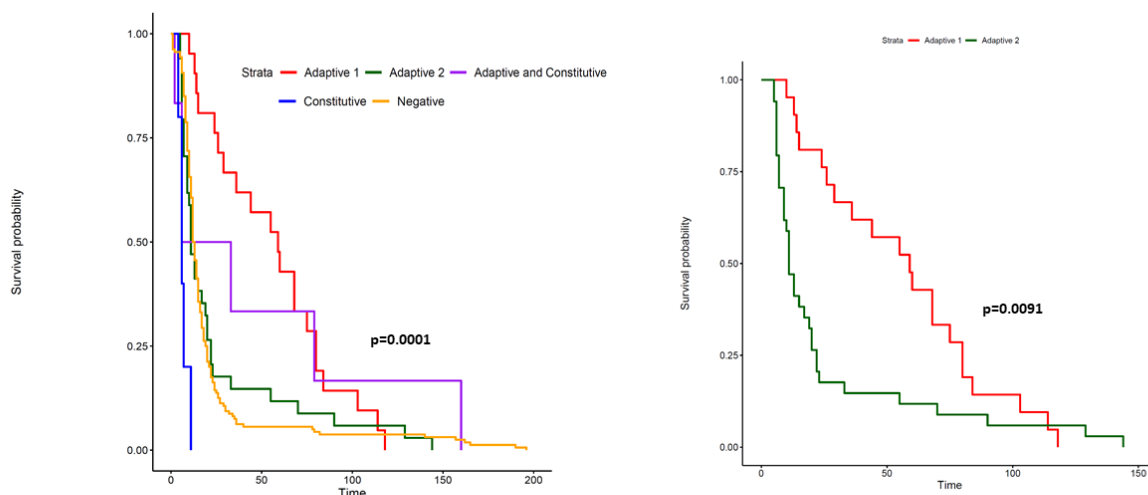 Strata Adaptive 1 Adaptive 2 Adaptive and Constitutive
Constitutive Negative
Survival probability
1.00
0.75
0.50
0.25
0.00
p=0.0001
0 50 100 150 200
Time
Strata Adaptive 1 Adaptive 2
Survival probability
1.00
0.75
0.50
0.25
0.00
p=0.0091
0 50 100 150
Time